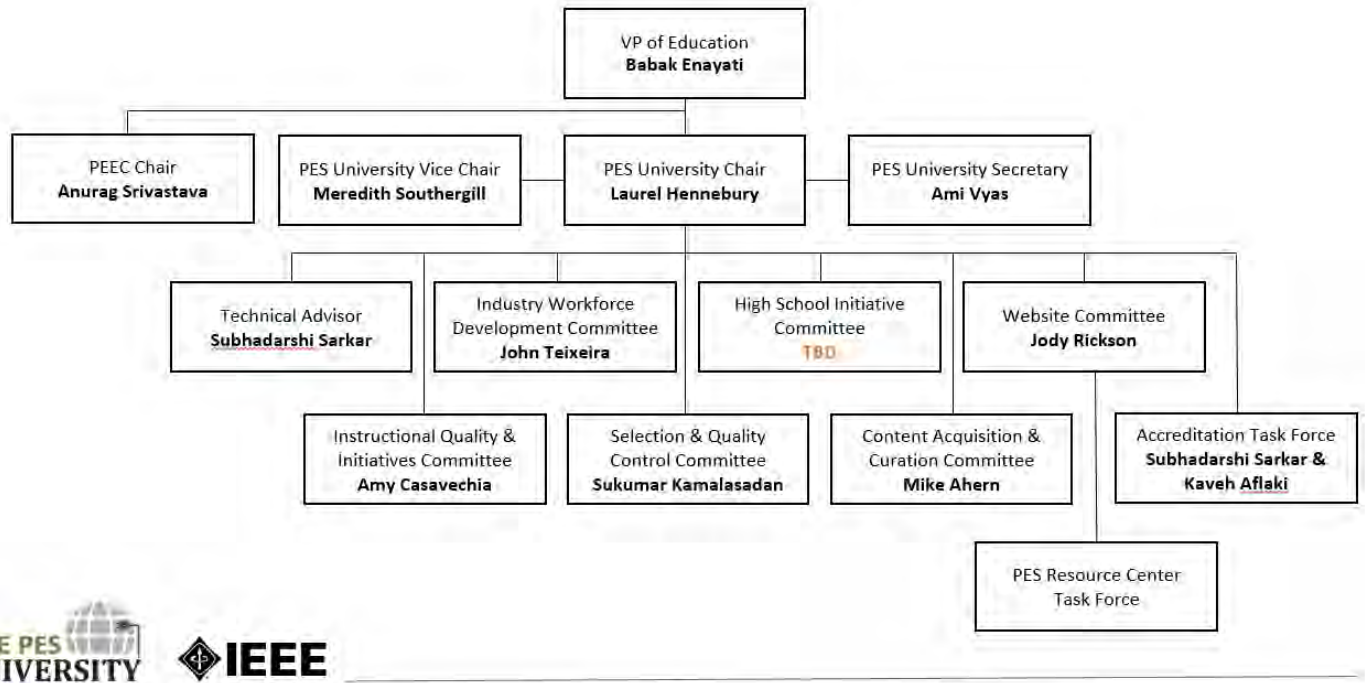 VP of Education
Babak Enayati
PEEC Chair
Anurag Srivastava
PES University Vice Chair
Meredith Southergill
PES University Chair
Laurel Hennebury
PES University Secretary
Ami Vyas
Technical Advisor
Subhadarshi Sarkar
Industry Workforce
Development Committee
John Teixeira
High School Initiative
Committee
TBD
Website Committee
Jody Rickson
Instructional Quality &
Initiatives Committee
Amy Casavechia
Selection & Quality
Control Committee
Sukumar Kamalasadan
Content Acquisition &
Curation Committee
Mike Ahern
Accreditation Task Force
Subhadarshi Sarkar &
Kaveh Aflaki
PES Resource Center
Task Force
E PES
IVERSITY
IEEE